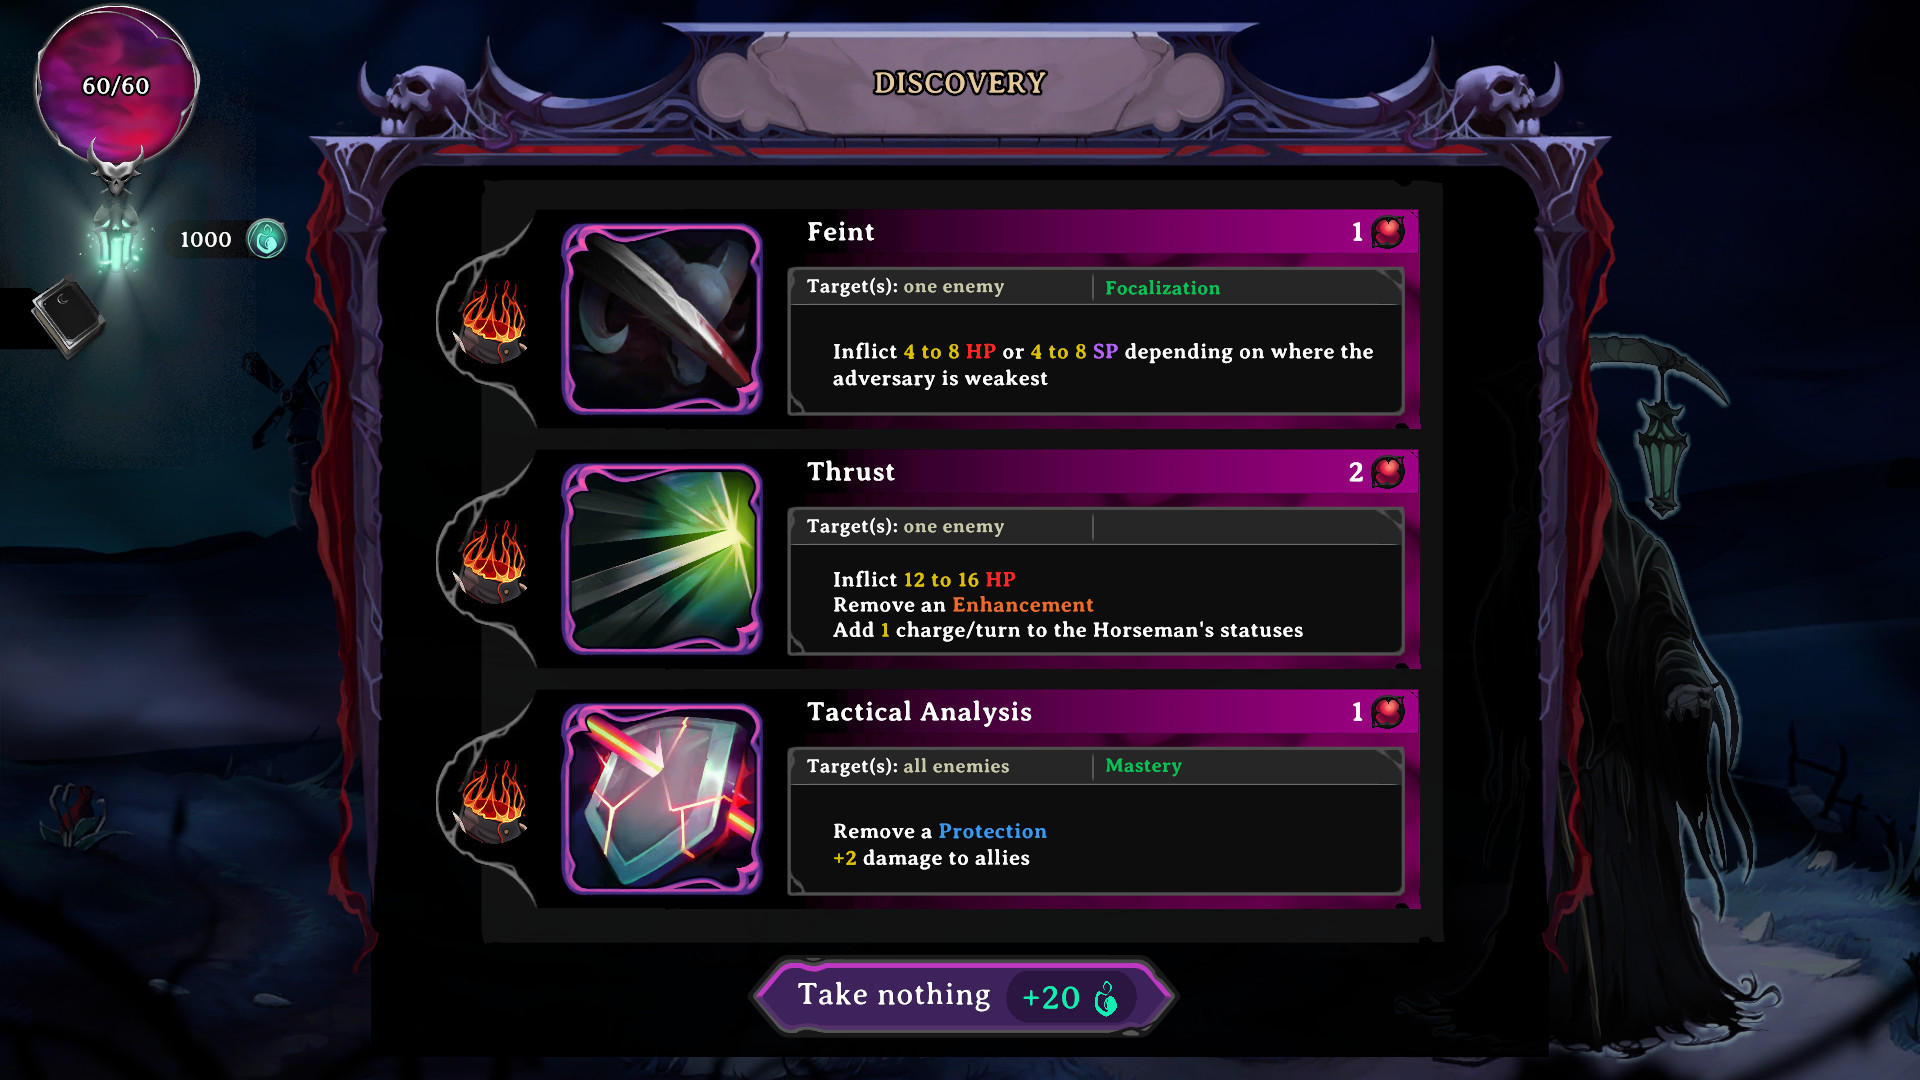 60/60
DISCOVERY
1000
Feint
1
Target(s): one enemy
Focalization
Inflict 4 to 8 HP or 4 to 8 SP depending on where the
adversary is weakest
Thrust
2
Target(s): one enemy
Inflict 12 to 16 HP
Remove an Enhancement
Add 1 charge/turn to the Horseman's statuses
Tactical Analysis
1
Target(s): all enemies
Mastery
Remove a Protection
+2 damage to allies
Take nothing +20